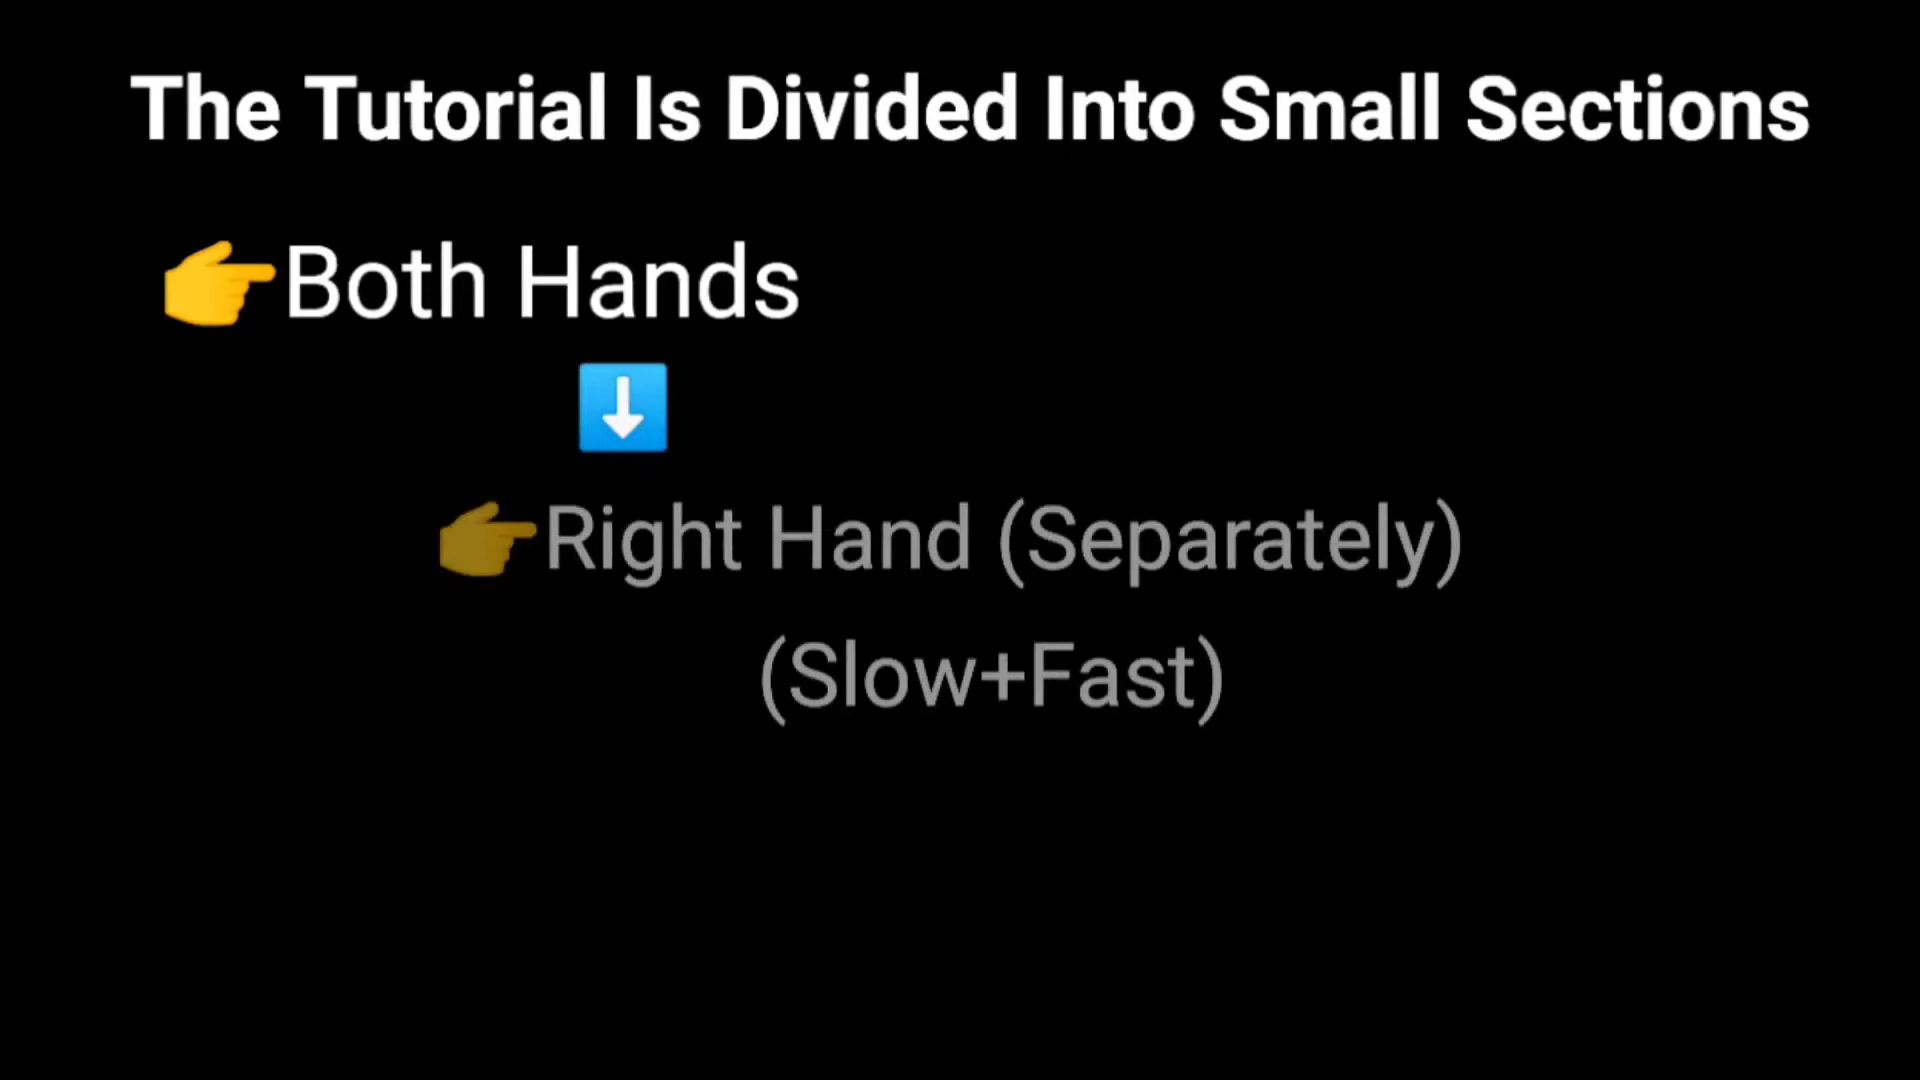 The Tutorial Is Divided Into Small Sections
👉Both Hands
⬇️
👉Right Hand (Separately)
(Slow+Fast)